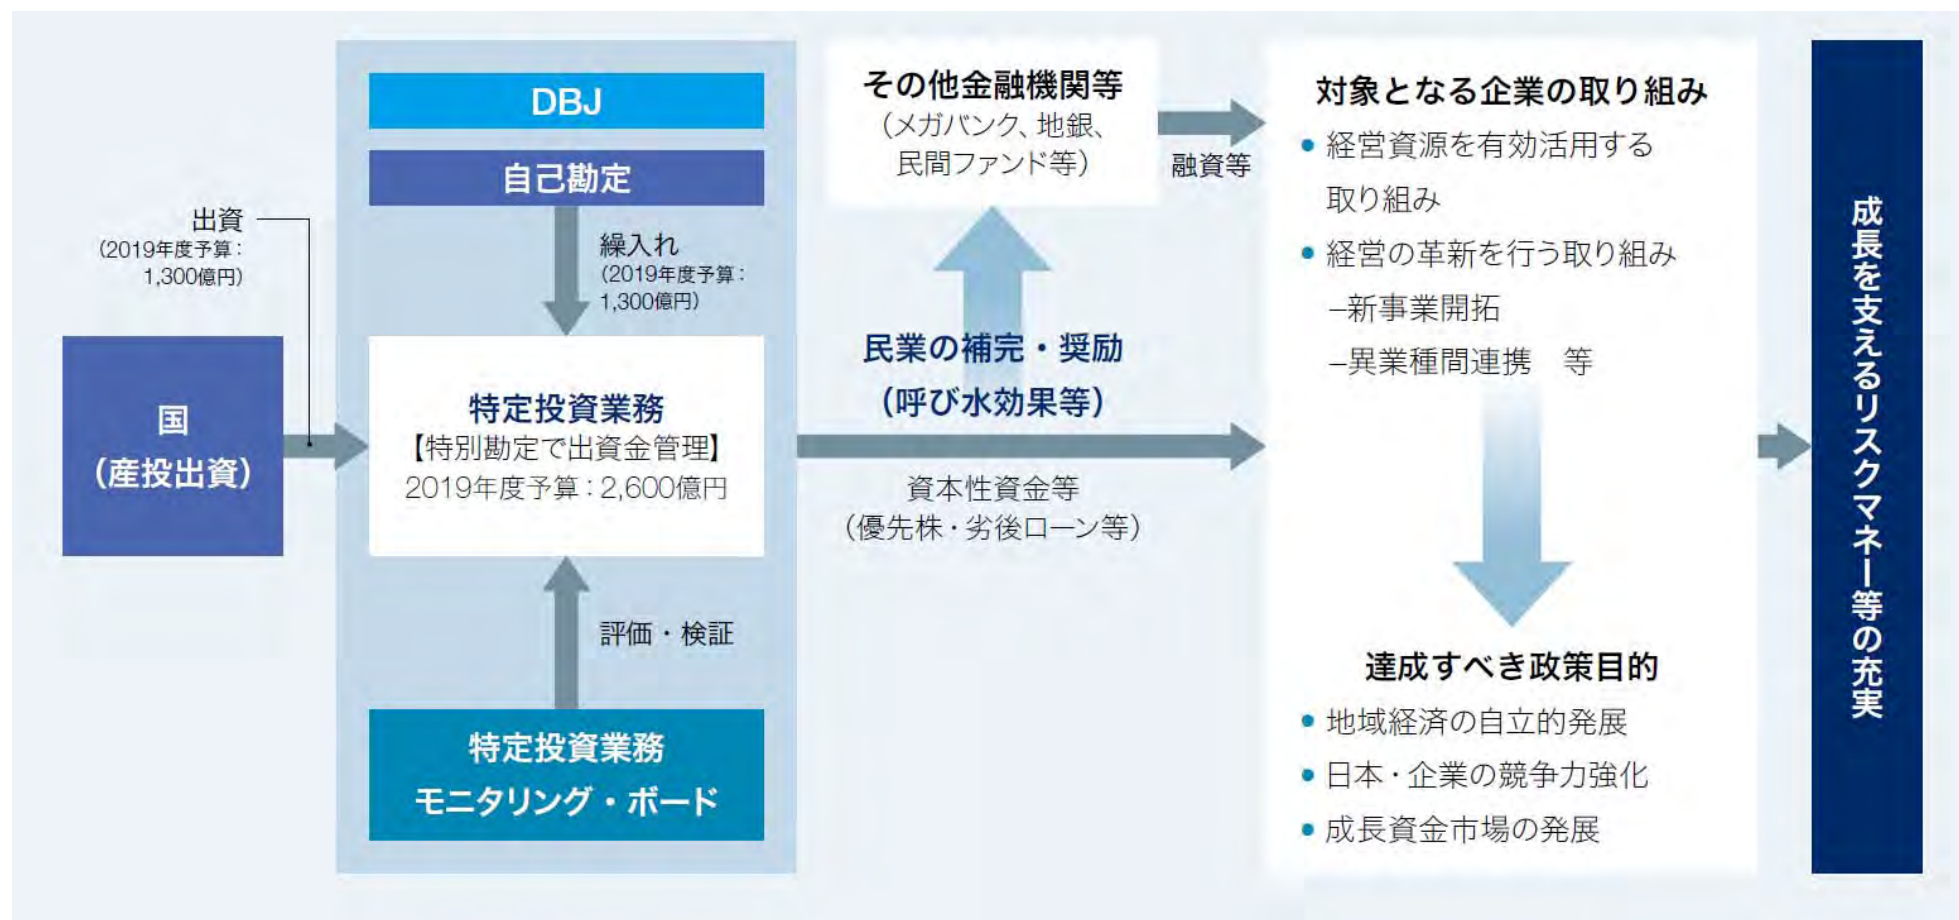 DBJ
自己勘定
出資
(2019年度予算:
1,300億円)
繰入れ
(2019年度予算:
1,300億円)
国
(産投出資)
特定投資業務
【特別勘定で出資金管理】
2019年度予算:2,600億円
評価・検証
特定投資業務
モニタリング・ボード
その他金融機関等
(メガバンク、地銀、
民間ファンド等)
融資等
民業の補完・奨励
(呼び水効果等)
資本性資金等
(優先株・劣後ローン等)
対象となる企業の取り組み
• 経営資源を有効活用する
取り組み
• 経営の革新を行う取り組み
–新事業開拓
–異業種間連携　等
達成すべき政策目的
• 地域経済の自立的発展
• 日本・企業の競争力強化
• 成長資金市場の発展
成長を支えるリスクマネー等の充実